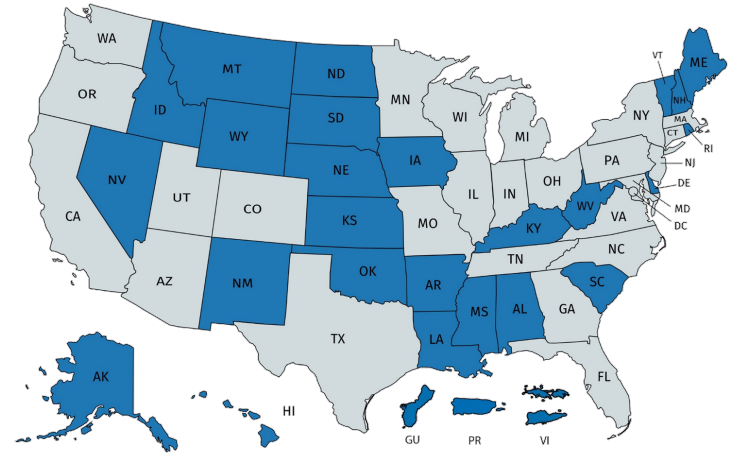 WA
MT
ND
MN
VT
ME
OR
ID
SD
WI
MI
NY
NH
MA
CT
RI
WY
IA
NE
PA
NJ
NV
UT
CO
IL
IN
OH
DE
WV
MD
DC
CA
KS
MO
KY
VA
AZ
NM
OK
AR
TN
NC
SC
TX
LA
MS
AL
GA
FL
AK
HI
GU
PR
VI